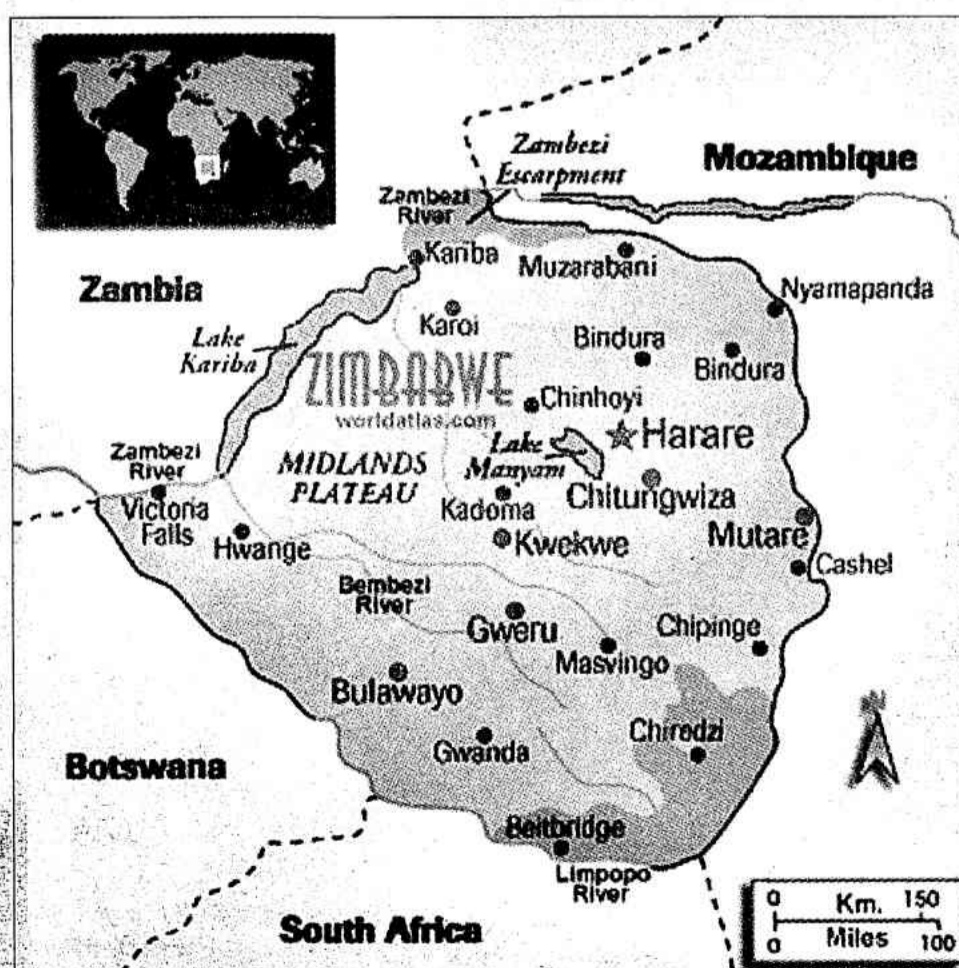 Zambezi
Escarpment
Mozambique
Zambezi
River
Kariba
Muzarabani
Zambia
Nyamapanda
Karoi
Lake
Kariba
Bindura
Bindura
ZIMBABWE
worldatlas.com
Chinhoyi
Harare
Lake
Manyani
MIDLANDS
PLATEAU
Zambezi
River
Chitungwiza
Victoria
Falls
Kadoma
Hwange
Kwekwe
Mutare
Cashel
Bembezi
River
Gweru
Chipinge
Masvingo
Bulawayo
Gwanda
Chiredzi
N
Botswana
Beitbridge
Limpopo
River
South Africa
0 Km. 150
0 Miles 100